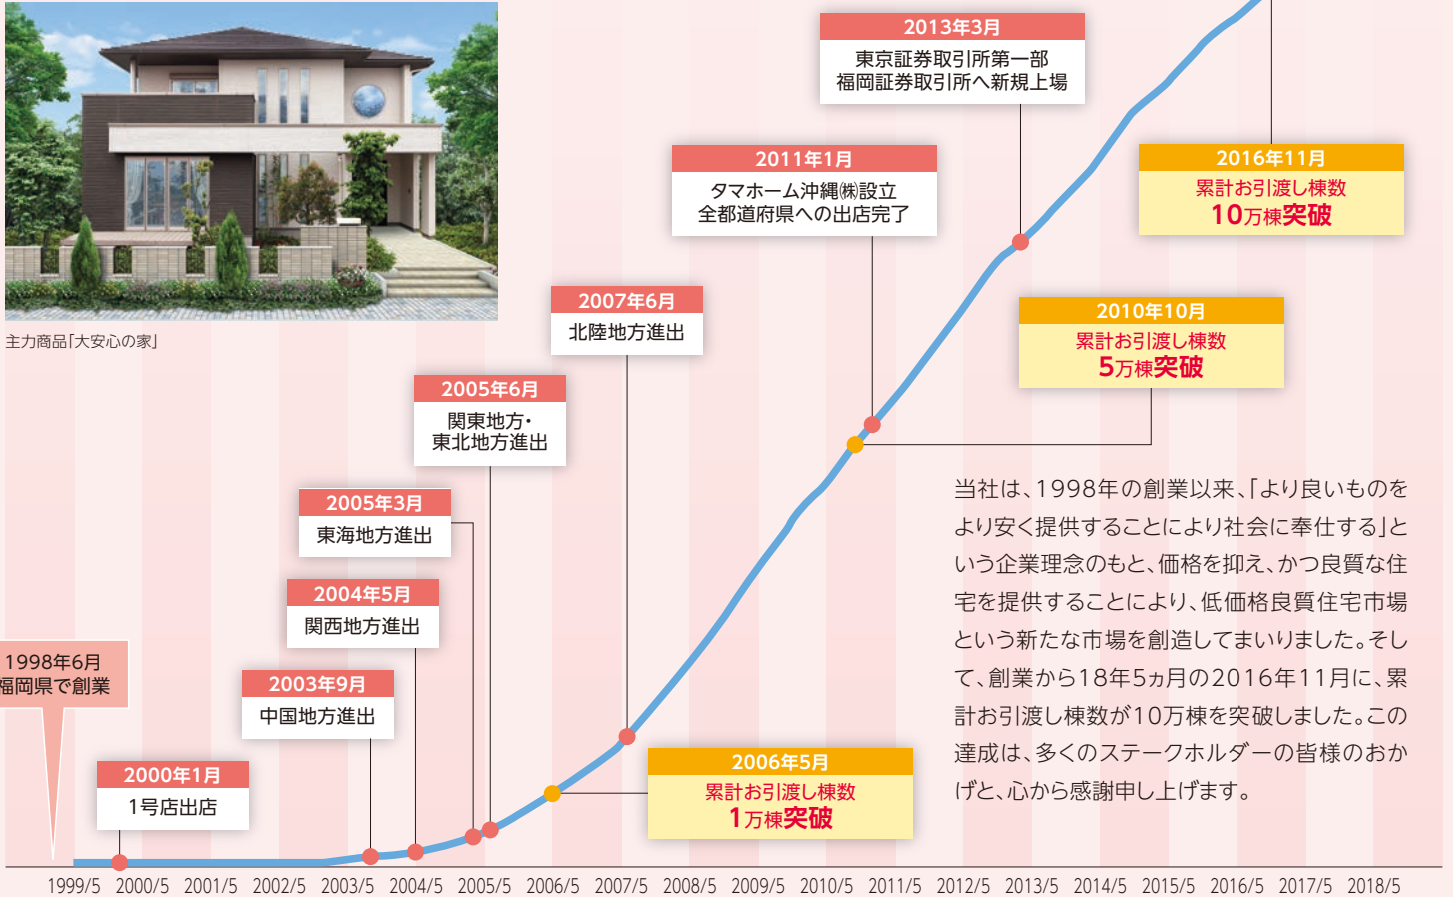 主力商品「大安心の家」
1998年6月
福岡県で創業
2000年1月
1号店出店
2003年9月
中国地方進出
2004年5月
関西地方進出
2005年3月
東海地方進出
2005年6月
関東地方・
東北地方進出
2006年5月
累計お引渡し棟数
1万棟突破
2007年6月
北陸地方進出
2010年10月
累計お引渡し棟数
5万棟突破
2011年1月
タマホーム沖縄㈱設立
全都道府県への出店完了
2013年3月
東京証券取引所第一部
福岡証券取引所へ新規上場
2016年11月
累計お引渡し棟数
10万棟突破
当社は、1998年の創業以来、「より良いものを
より安く提供することにより社会に奉仕する」と
いう企業理念のもと、価格を抑え、かつ良質な住
宅を提供することにより、低価格良質住宅市場
という新たな市場を創造してまいりました。そし
て、創業から18年5ヵ月の2016年11月に、累
計お引渡し棟数が10万棟を突破しました。この
達成は、多くのステークホルダーの皆様のおか
げと、心から感謝申し上げます。
1999/5 2000/5 2001/5 2002/5 2003/5 2004/5 2005/5 2006/5 2007/5 2008/5 2009/5 2010/5 2011/5 2012/5 2013/5 2014/5 2015/5 2016/5 2017/5 2018/5